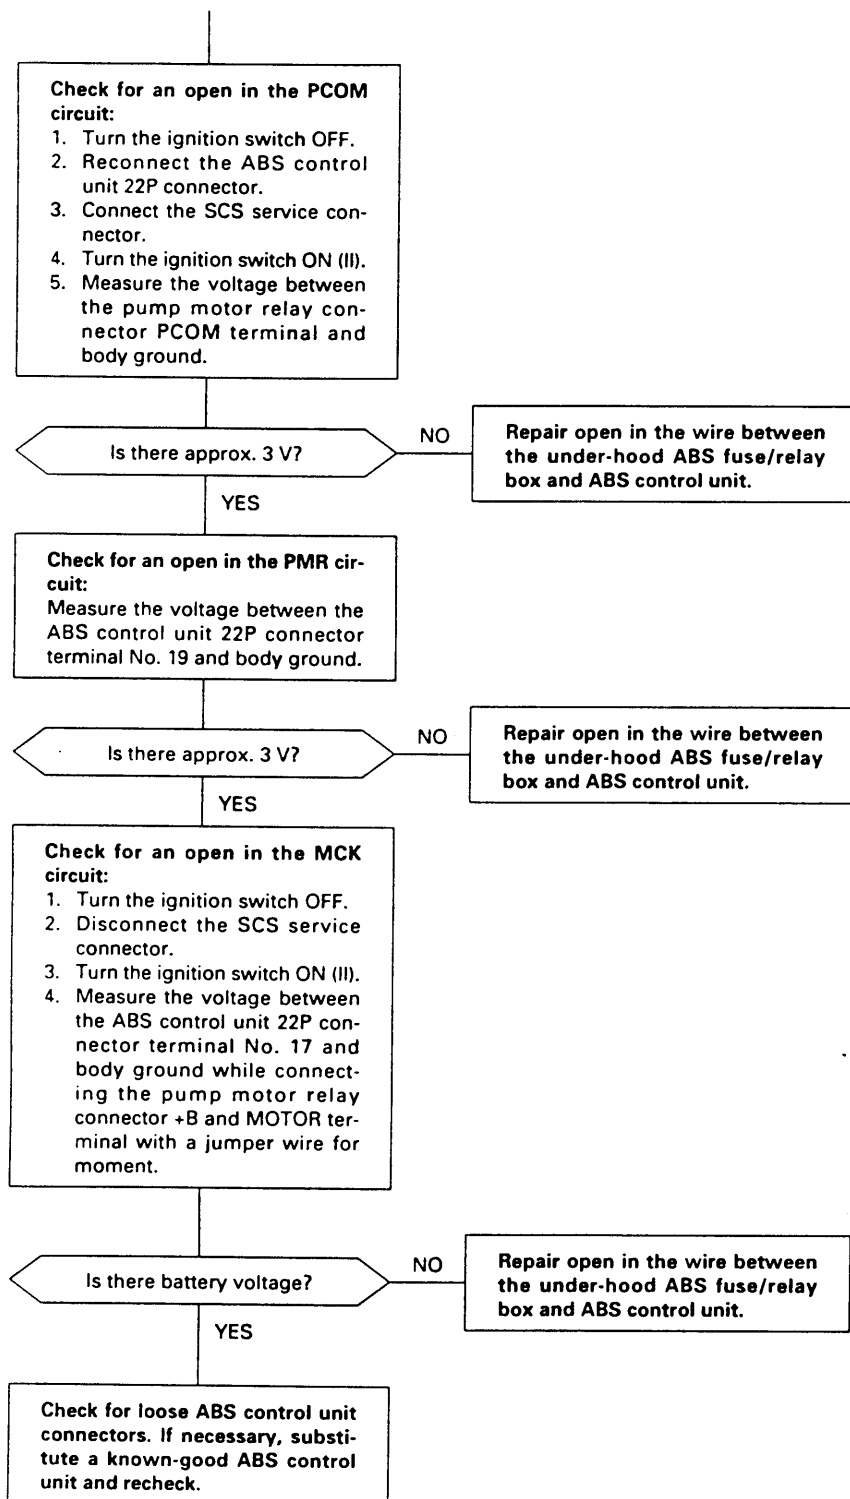 Check for an open in the PCOM
circuit:
1. Turn the ignition switch OFF.
2. Reconnect the ABS control
unit 22P connector.
3. Connect the SCS service con-
nector.
4. Turn the ignition switch ON (II).
5. Measure the voltage between
the pump motor relay con-
nector PCOM terminal and
body ground.
Is there approx. 3 V?
NO
Repair open in the wire between
the under-hood ABS fuse/relay
box and ABS control unit.
YES
Check for an open in the PMR cir-
cuit:
Measure the voltage between the
ABS control unit 22P connector
terminal No. 19 and body ground.
Is there approx. 3 V?
NO
Repair open in the wire between
the under-hood ABS fuse/relay
box and ABS control unit.
YES
Check for an open in the MCK
circuit:
1. Turn the ignition switch OFF.
2. Disconnect the SCS service
connector.
3. Turn the ignition switch ON (II).
4. Measure the voltage between
the ABS control unit 22P con-
nector terminal No. 17 and
body ground while connect-
ing the pump motor relay
connector +B and MOTOR ter-
minal with a jumper wire for
moment.
Is there battery voltage?
NO
Repair open in the wire between
the under-hood ABS fuse/relay
box and ABS control unit.
YES
Check for loose ABS control unit
connectors. If necessary, substi-
tute a known-good ABS control
unit and recheck.